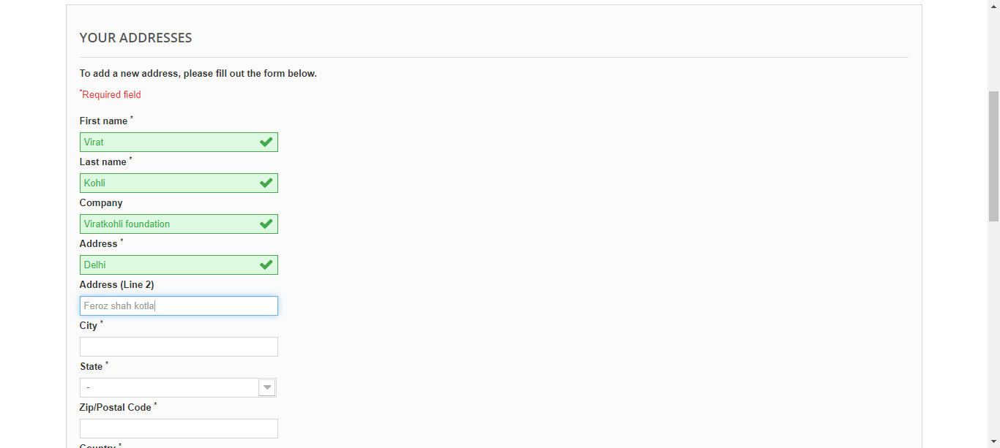 YOUR ADDRESSES
To add a new address, please fill out the form below.
*Required field
First name *
Virat
Last name *
Kohli
Company
Viratkohli foundation
Address *
Delhi
Address (Line 2)
Feroz shah kotla
City *
State *
-
Zip/Postal Code *
Country *